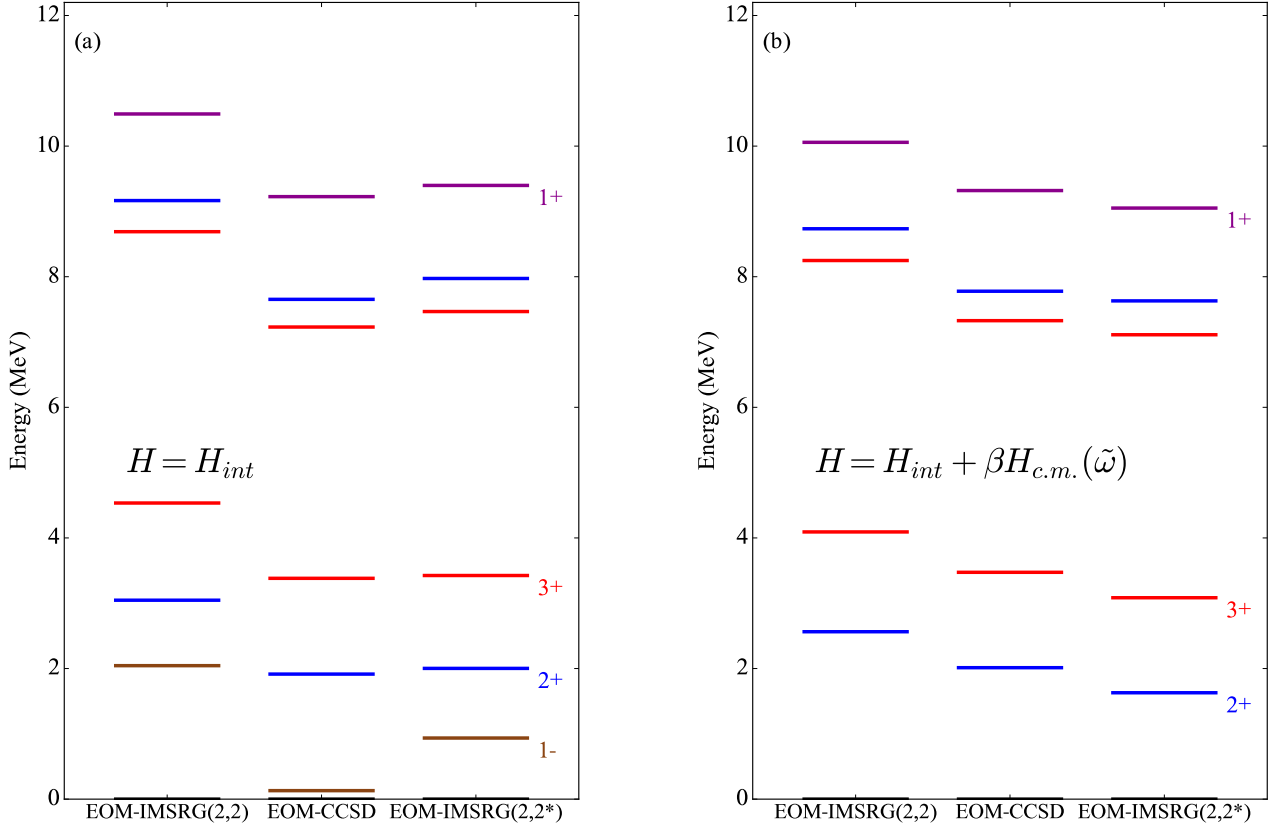 (a)
12
10
8
6
4
2
0
Energy (MeV)
1+
H = H_int
3+
2+
1-
EOM-IMSRG(2,2) EOM-CCSD EOM-IMSRG(2,2*)
(b)
12
10
8
6
4
2
0
Energy (MeV)
1+
H = H_int + βH_c.m.(ω̃)
3+
2+
EOM-IMSRG(2,2) EOM-CCSD EOM-IMSRG(2,2*)